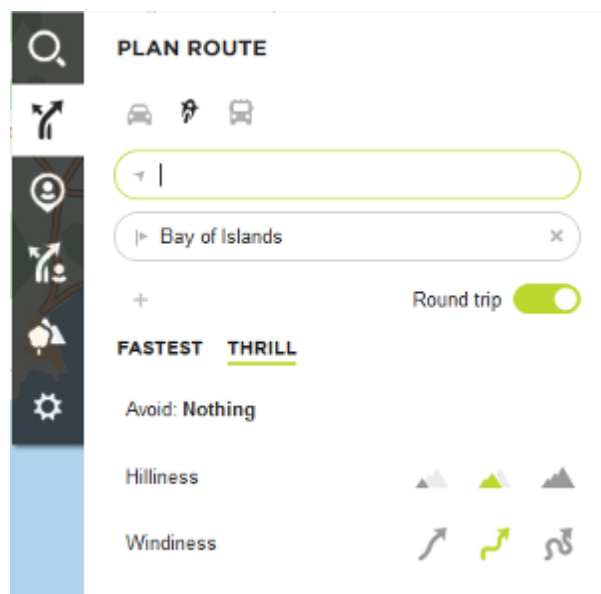 PLAN ROUTE
Bay of Islands
Round trip
FASTEST THRILL
Avoid: Nothing
Hilliness
Windiness